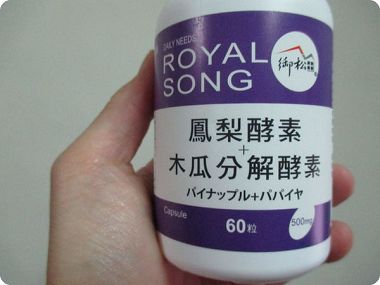 DAILY NEEDS
ROYAL
SONG
御松
鳳梨酵素
+
木瓜分解酵素
パイナップル+パパイヤ
Capsule
60粒
500mg